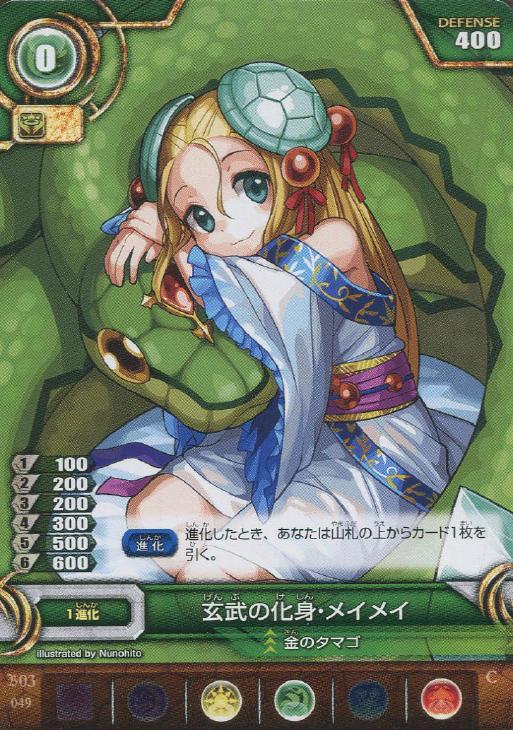 0
DEFENSE
400
1 100
2 200
3 200
4 300
5 500
6 600
進化 進化したとき、あなたは山札の上からカード1枚を
引く。
1進化
玄武の化身・メイメイ
金のタマゴ
illustrated by Nunohito
B03
049
C